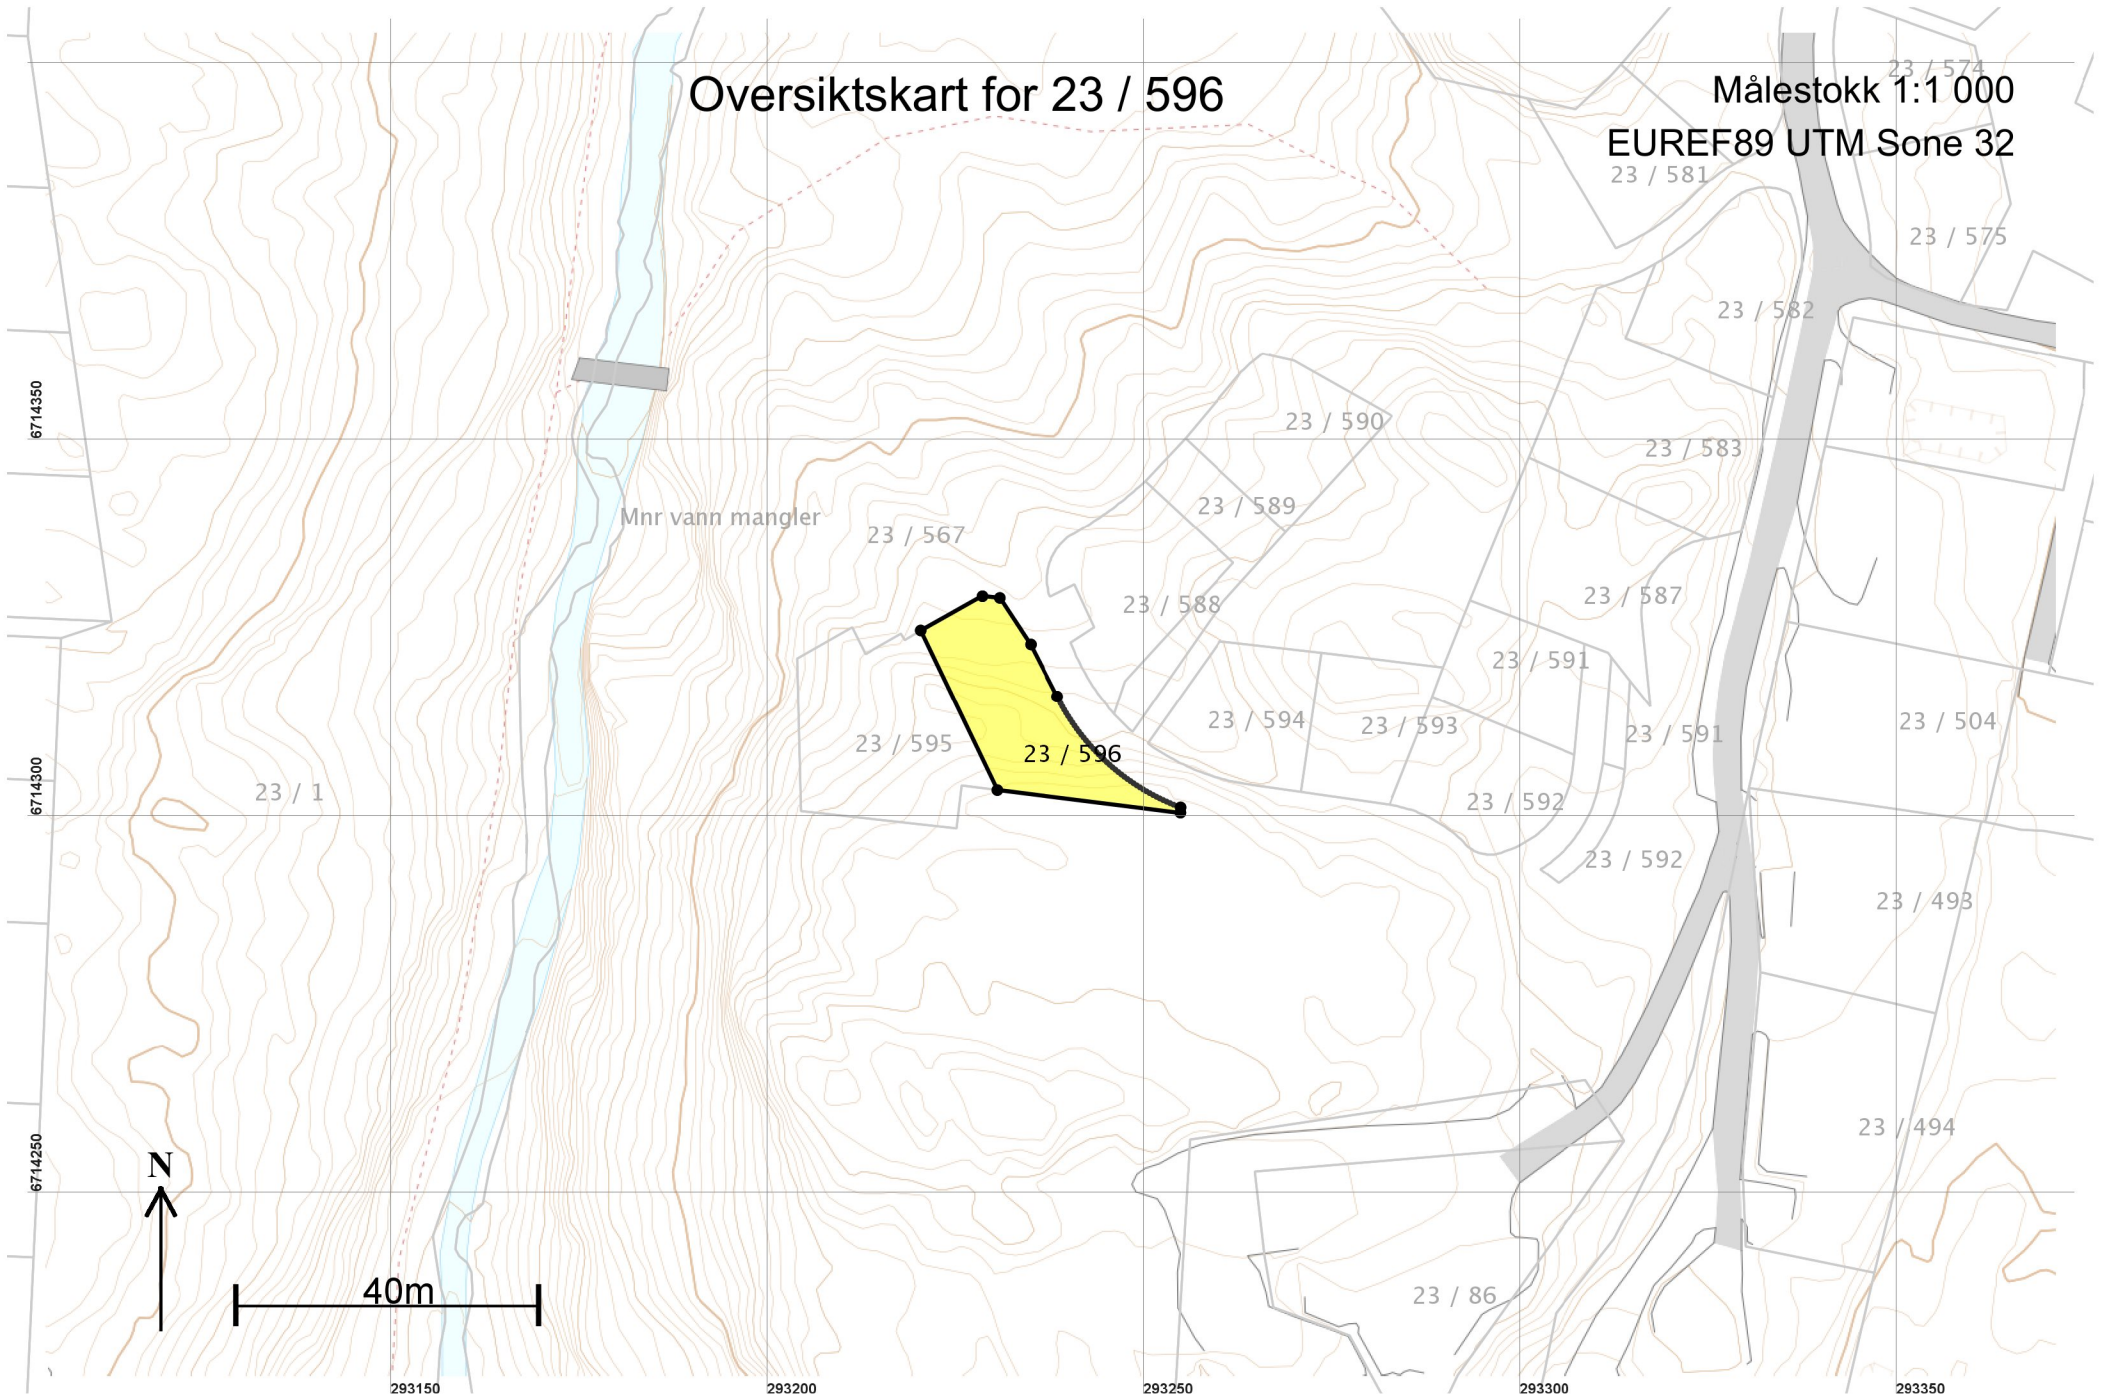 Oversiktskart for 23 / 596
23 / 574
Målestokk 1:1 000
EUREF89 UTM Sone 32
23 / 581
23 / 575
23 / 582
6714350
23 / 590
23 / 583
23 / 589
Mnr vann mangler
23 / 567
23 / 588
23 / 587
23 / 591
23 / 594
23 / 593
23 / 504
23 / 591
23 / 595
23 / 596
6714300
23 / 1
23 / 592
23 / 592
23 / 493
23 / 494
6714250
N
40m
23 / 86
293150
293200
293250
293300
293350